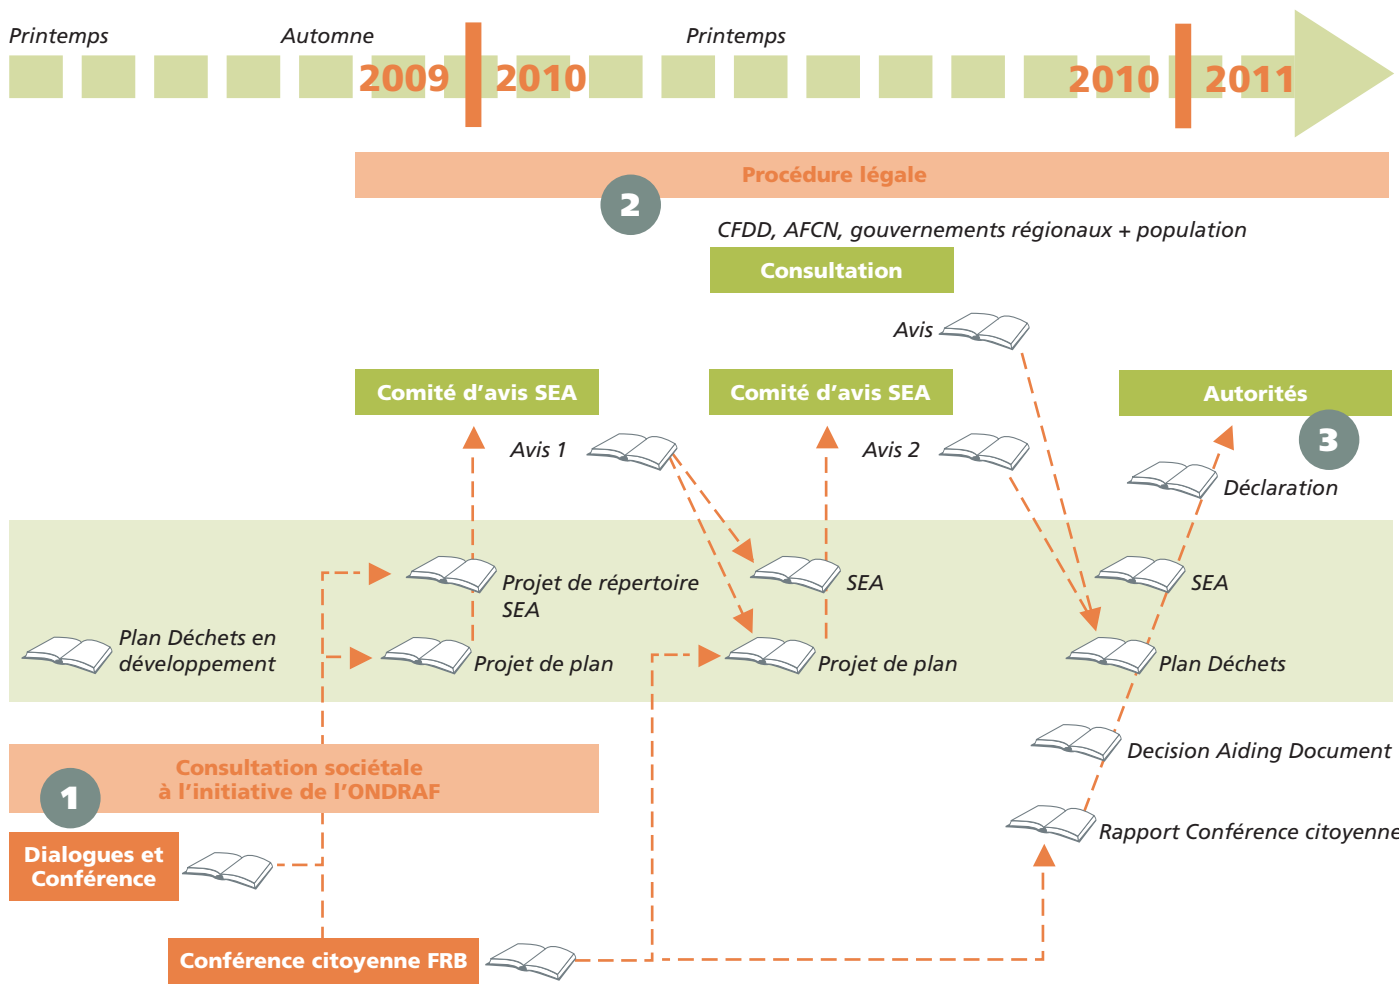 Printemps
Automne
Printemps
2009
2010
2010
2011
Procédure légale
2
CFDD, AFCN, gouvernements régionaux + population
Consultation
Avis
Comité d'avis SEA
Comité d'avis SEA
Autorités
3
Avis 1
Avis 2
Déclaration
Projet de répertoire
SEA
SEA
SEA
Plan Déchets en
développement
Projet de plan
Projet de plan
Plan Déchets
Decision Aiding Document
Consultation sociétale
à l'initiative de l'ONDRAF
1
Rapport Conférence citoyenne
Dialogues et
Conférence
Conférence citoyenne FRB